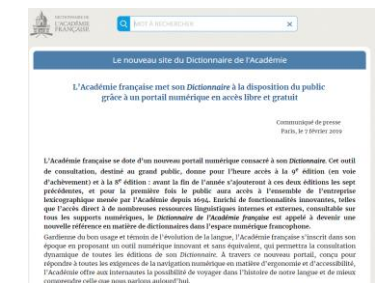 DICTIONNAIRE DE
L'ACADÉMIE
FRANÇAISE
MOT À RECHERCHER
Le nouveau site du Dictionnaire de l'Académie
L'Académie française met son Dictionnaire à la disposition du public
grâce à un portail numérique en accès libre et gratuit
Communiqué de presse
Paris, le 7 février 2019
L'Académie française se dote d'un nouveau portail numérique consacré à son Dictionnaire. Cet outil
de consultation, destiné au grand public, donne pour l'heure accès à la 9e édition (en voie
d'achèvement) et à la 8e édition : avant la fin de l'année s'ajouteront à ces deux éditions les sept
précédentes, et pour la première fois le public aura accès à l'ensemble de l'entreprise
lexicographique menée par l'Académie depuis 1694. Enrichi de fonctionnalités innovantes, telles
que l'accès direct à de nombreuses ressources linguistiques internes et externes, consultable sur
tous les supports numériques, le Dictionnaire de l'Académie française est appelé à devenir une
nouvelle référence en matière de dictionnaires dans l'espace numérique francophone.
Gardienne du bon usage et témoin de l'évolution de la langue, l'Académie française s'inscrit dans son
époque en proposant un outil numérique innovant et sans équivalent, qui permettra la consultation
dynamique de toutes les éditions de son Dictionnaire. À travers ce nouveau portail, conçu pour
répondre à toutes les exigences de la navigation numérique en matière d'ergonomie et d'accessibilité,
l'Académie offre aux internautes la possibilité de voyager dans l'histoire de notre langue et de mieux
comprendre celle que nous parlons aujourd'hui.